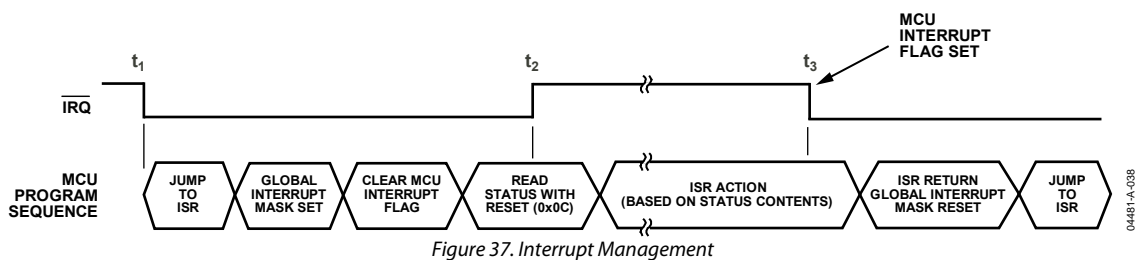 MCU
INTERRUPT
FLAG SET
t1
t2
t3
IRQ
MCU
PROGRAM
SEQUENCE
JUMP
TO
ISR
GLOBAL
INTERRUPT
MASK SET
CLEAR MCU
INTERRUPT
FLAG
READ
STATUS WITH
RESET (0x0C)
ISR ACTION
(BASED ON STATUS CONTENTS)
ISR RETURN
GLOBAL INTERRUPT
MASK RESET
JUMP
TO
ISR
04481-A-038
Figure 37. Interrupt Management